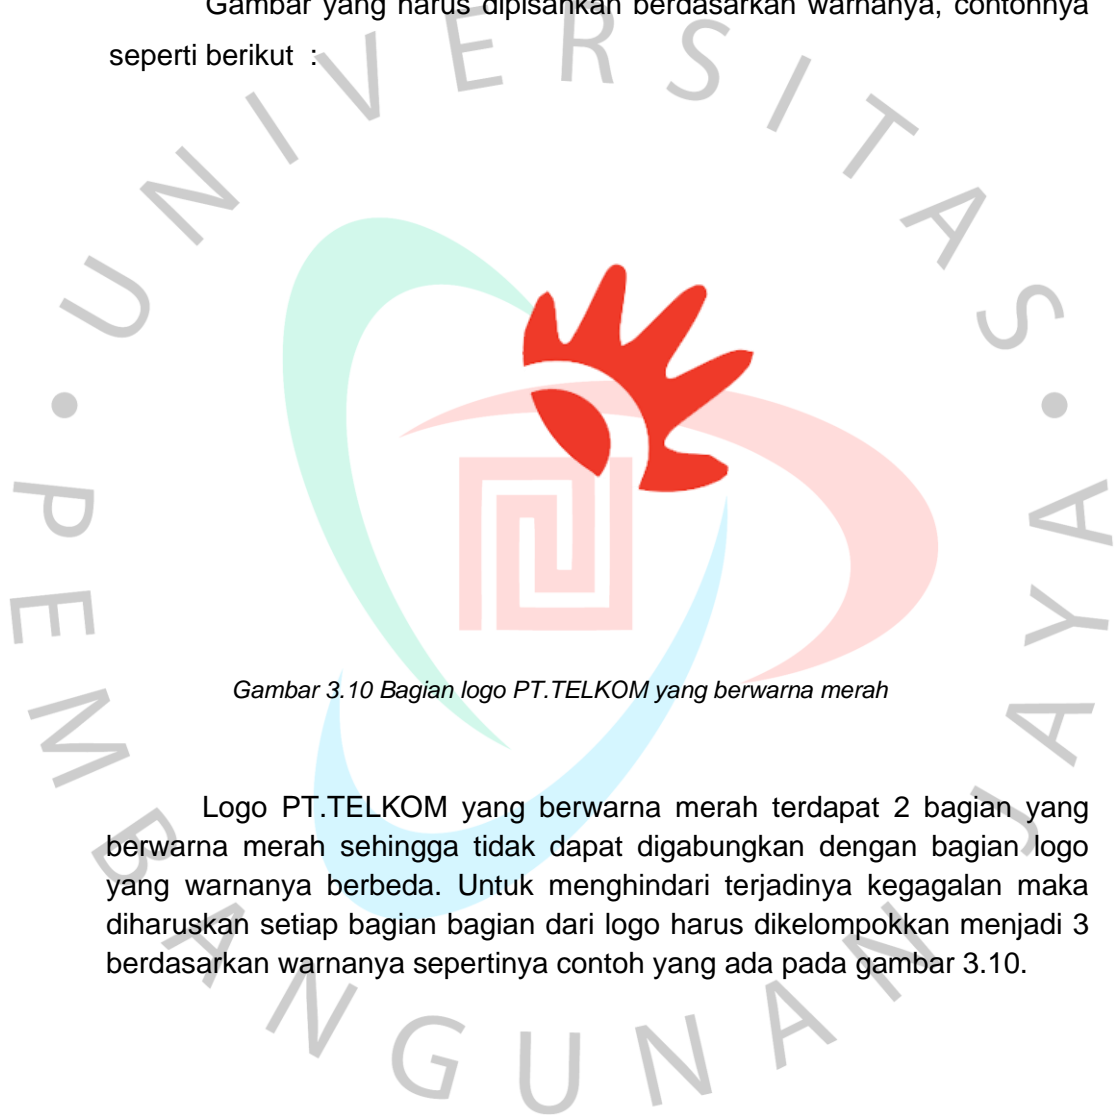 Gambar yang harus dipisahkan berdasarkan warnanya, contohnya
seperti berikut :
UNIVERSITAS
PEMBANGUNAN JAYA
Gambar 3.10 Bagian logo PT.TELKOM yang berwarna merah
Logo PT.TELKOM yang berwarna merah terdapat 2 bagian yang
berwarna merah sehingga tidak dapat digabungkan dengan bagian logo
yang warnanya berbeda. Untuk menghindari terjadinya kegagalan maka
diharuskan setiap bagian bagian dari logo harus dikelompokkan menjadi 3
berdasarkan warnanya sepertinya contoh yang ada pada gambar 3.10.